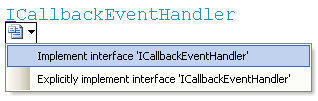 ICallbackEventHandler
Implement interface 'ICallbackEventHandler'
Explicitly implement interface 'ICallbackEventHandler'